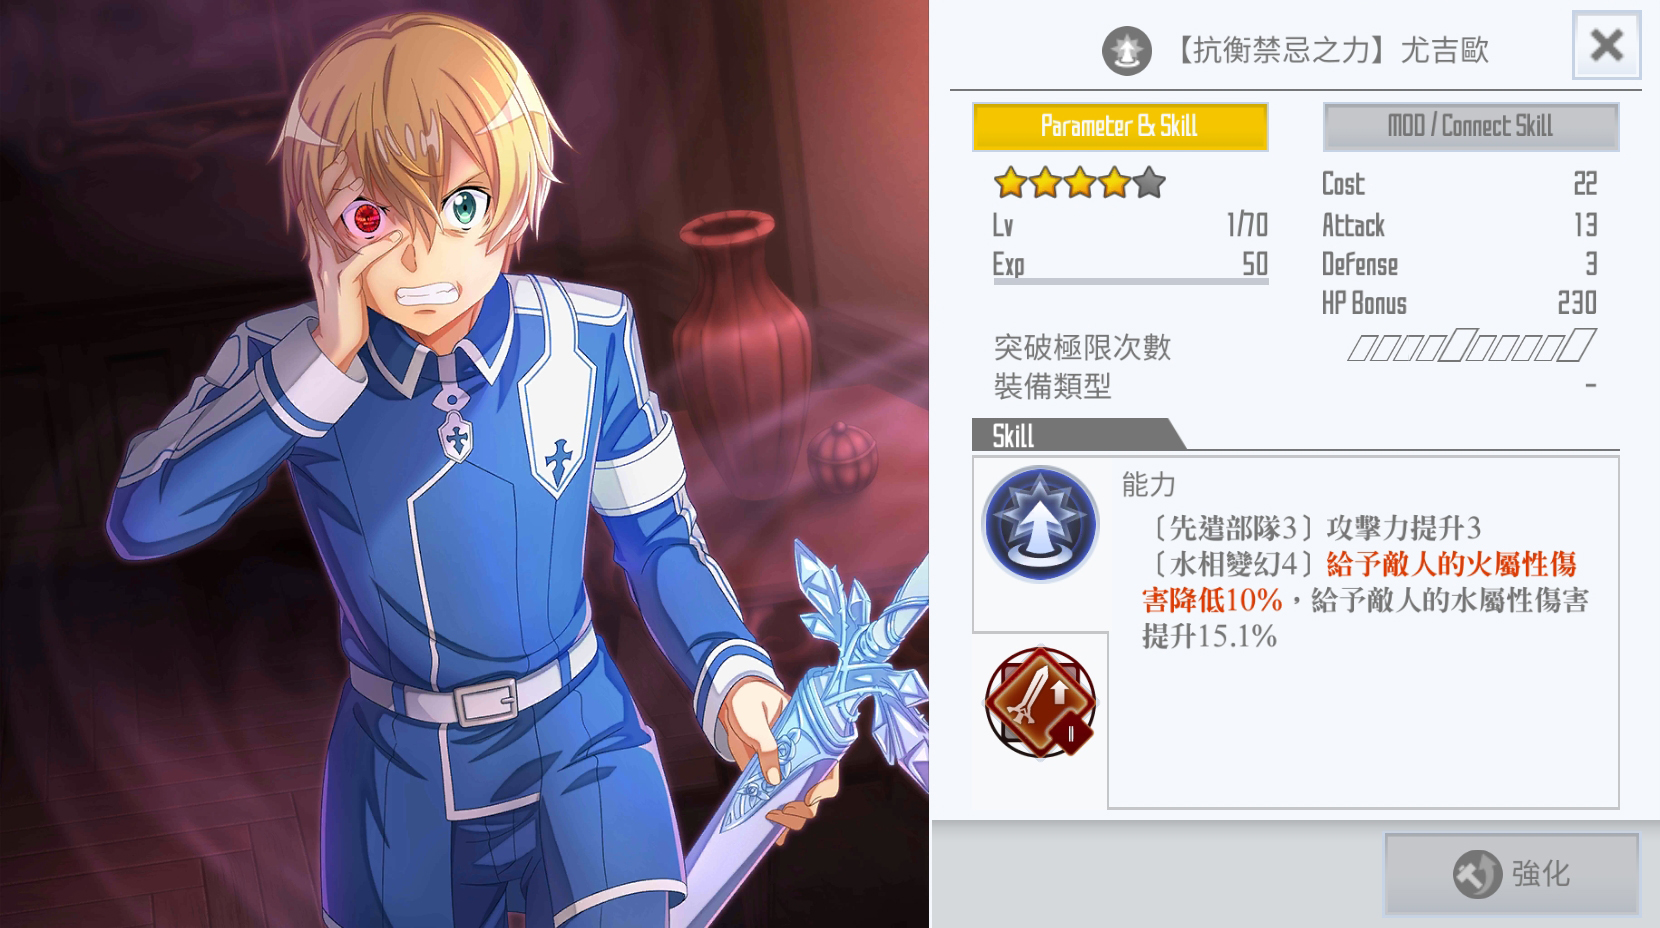 【抗衡禁忌之力】尤吉歐
Parameter & Skill
MOD / Connect Skill
Lv 1/70
Exp 50
Cost 22
Attack 13
Defense 3
HP Bonus 230
突破極限次數
裝備類型 -
Skill
能力
〔先遣部隊3〕攻擊力提升3
〔水相變幻4〕給予敵人的火屬性傷
害降低10%，給予敵人的水屬性傷害
提升15.1%
II
強化